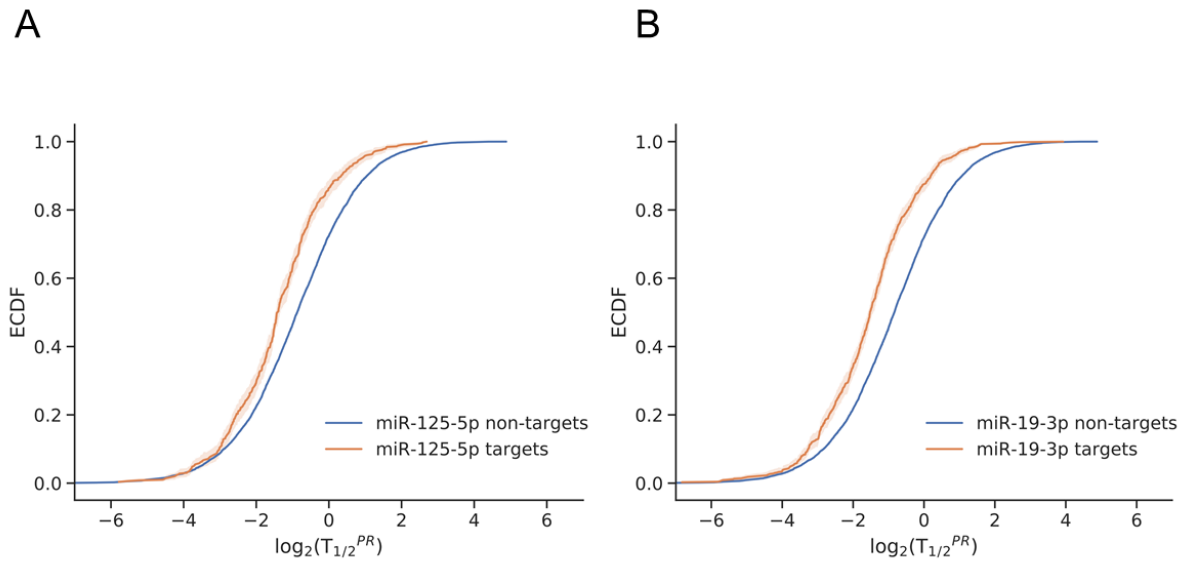 A
B
1.0
0.8
0.6
0.4
0.2
0.0
ECDF
miR-125-5p non-targets
miR-125-5p targets
−6 −4 −2 0 2 4 6
log₂(T₁/₂ᴾᴿ)
1.0
0.8
0.6
0.4
0.2
0.0
ECDF
miR-19-3p non-targets
miR-19-3p targets
−6 −4 −2 0 2 4 6
log₂(T₁/₂ᴾᴿ)